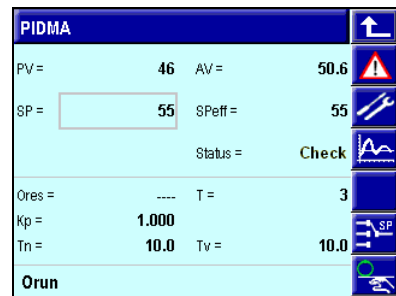 PIDMA
PV = 46 AV = 50.6
SP = 55 SPeff = 55
Status = Check
Ores = ---- T = 3
Kp = 1.000
SP
Tn = 10.0 Tv = 10.0
Orun